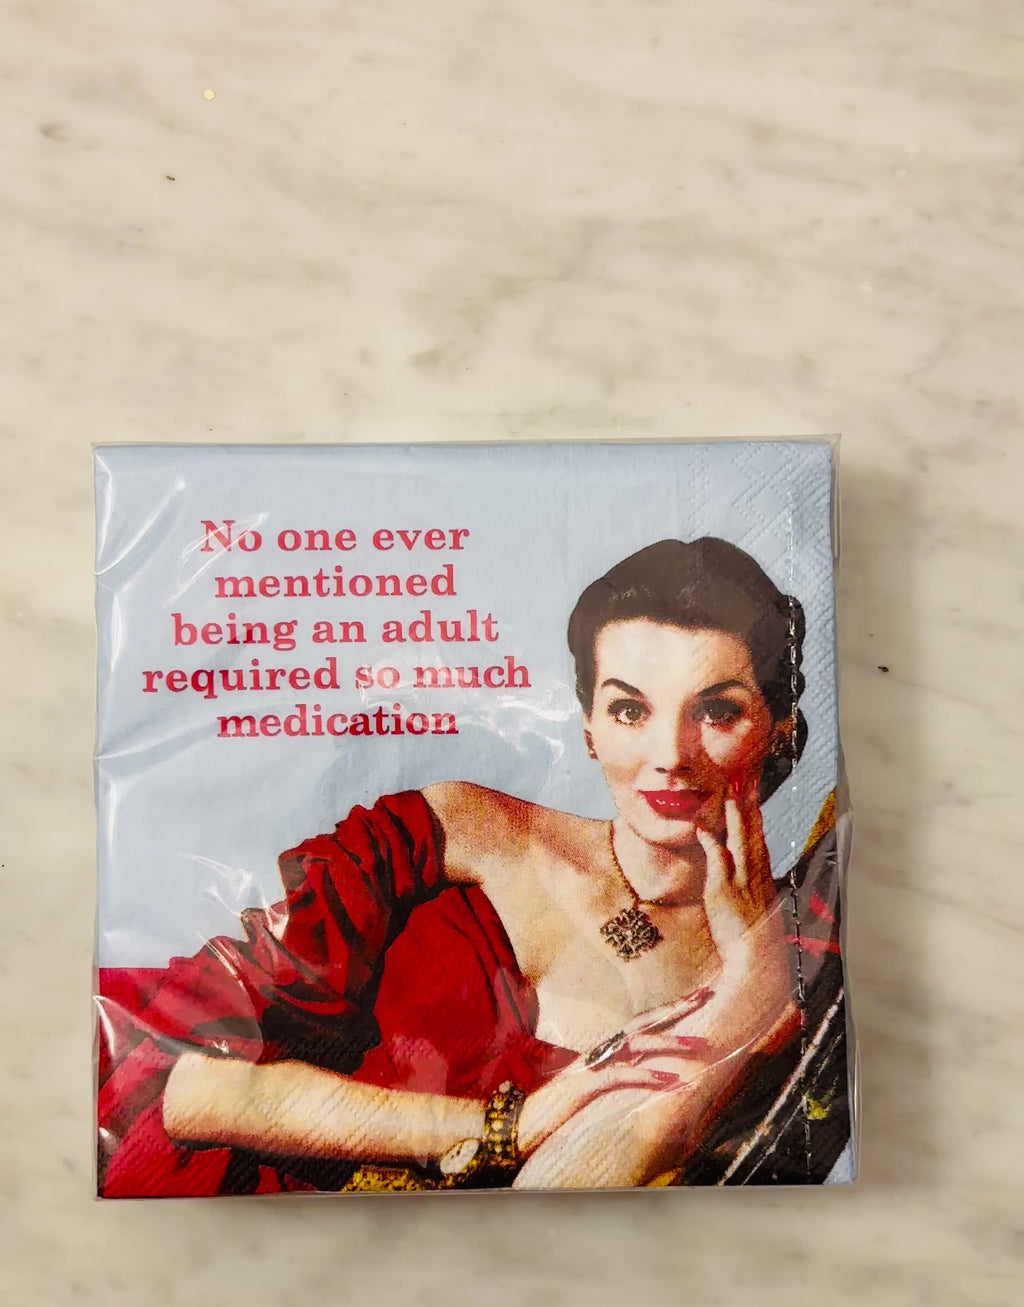 No one ever
mentioned
being an adult
required so much
medication